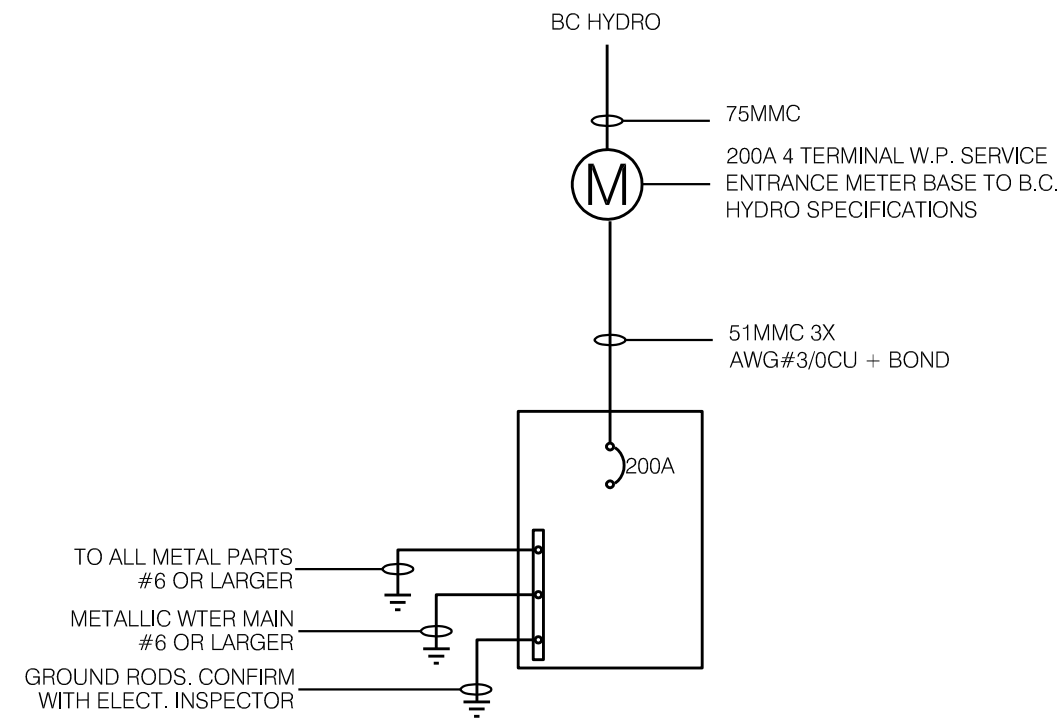 BC HYDRO
75MMC
200A 4 TERMINAL W.P. SERVICE
ENTRANCE METER BASE TO B.C.
HYDRO SPECIFICATIONS
M
51MMC 3X
AWG#3/0CU + BOND
200A
TO ALL METAL PARTS
#6 OR LARGER
METALLIC WTER MAIN
#6 OR LARGER
GROUND RODS. CONFIRM
WITH ELECT. INSPECTOR